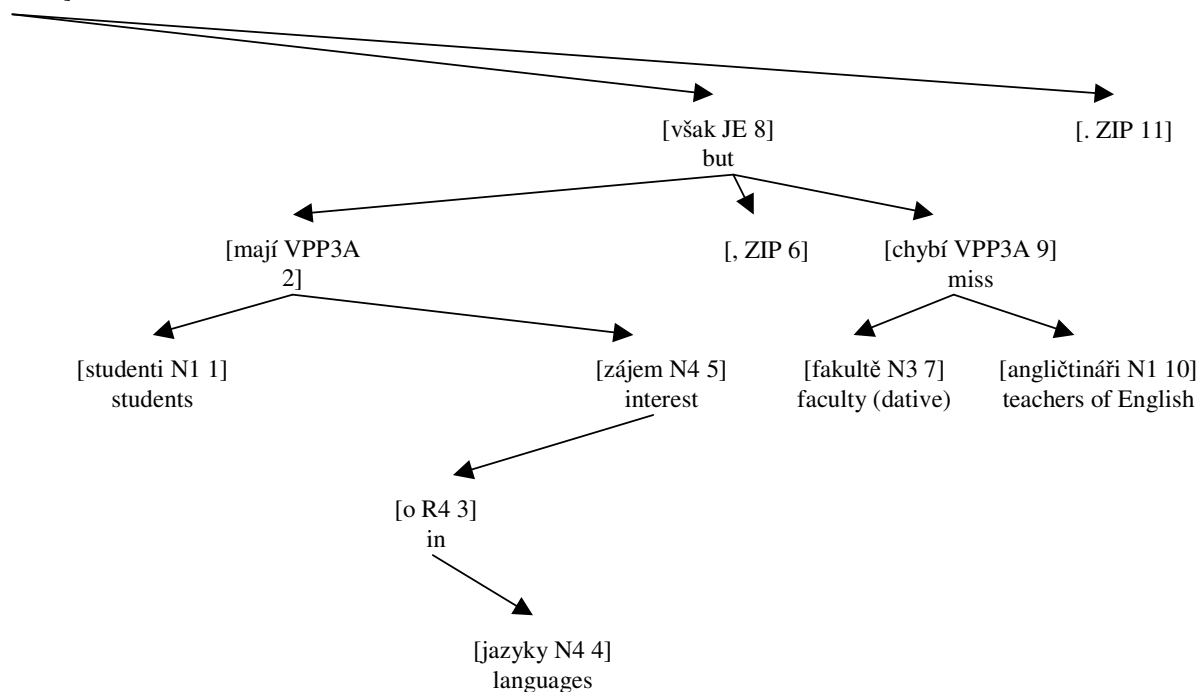 [však JE 8]
but
[. ZIP 11]
[mají VPP3A
2]
[, ZIP 6]
[chybí VPP3A 9]
miss
[studenti N1 1]
students
[zájem N4 5]
interest
[fakultě N3 7]
faculty (dative)
[angličtináři N1 10]
teachers of English
[o R4 3]
in
[jazyky N4 4]
languages